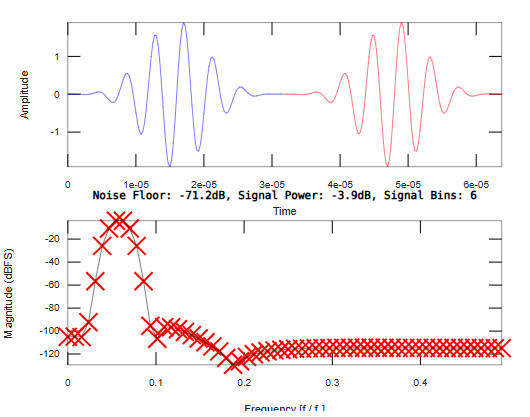 Amplitude
1
-1
0 1e-05 2e-05 3e-05 4e-05 5e-05 6e-05
Noise Floor: -71.2dB, Signal Power: -3.9dB, Signal Bins: 6
Time
Magnitude (dBFS)
-20
-40
-60
-80
-100
-120
0 0.1 0.2 0.3 0.4